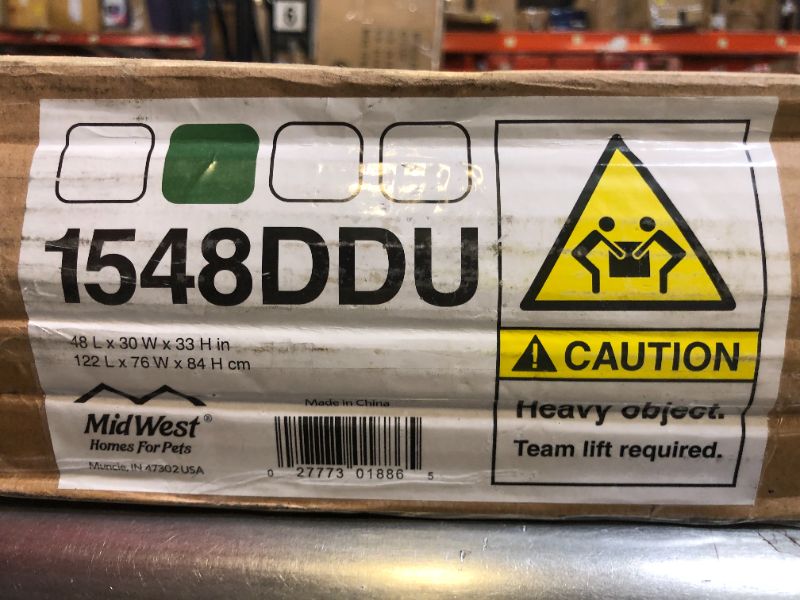 1548DDU
48 L x 30 W x 33 H in
122 L x 76 W x 84 H cm
MidWest®
Homes For Pets
Muncie, IN 47302 USA
Made in China
0 27773 01886 5
CAUTION
Heavy object.
Team lift required.